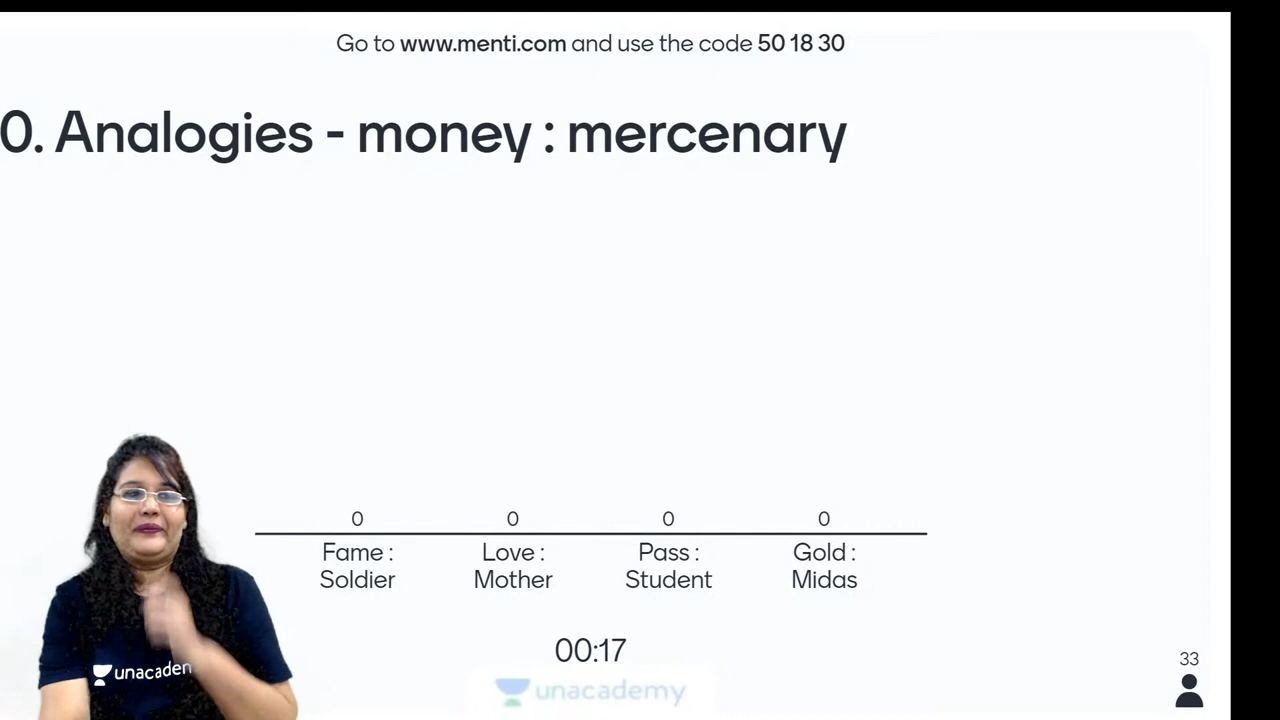 Go to www.menti.com and use the code 50 18 30
0. Analogies - money : mercenary
0 0 0 0
Fame : Love : Pass : Gold :
Soldier Mother Student Midas
00:17
33
unacaden
unacademy